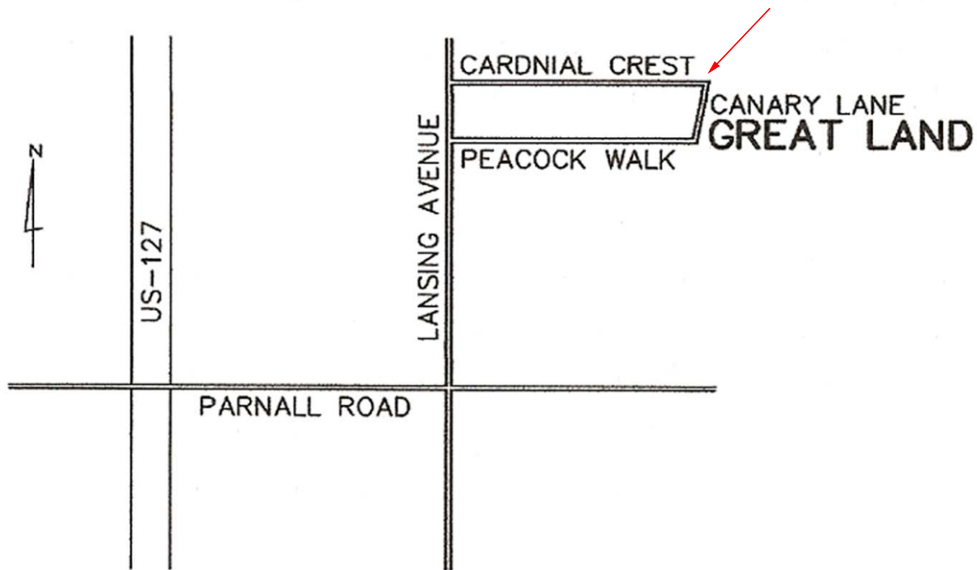 CARDNIAL CREST
CANARY LANE
GREAT LAND
PEACOCK WALK
LANSING AVENUE
N
US-127
PARNALL ROAD